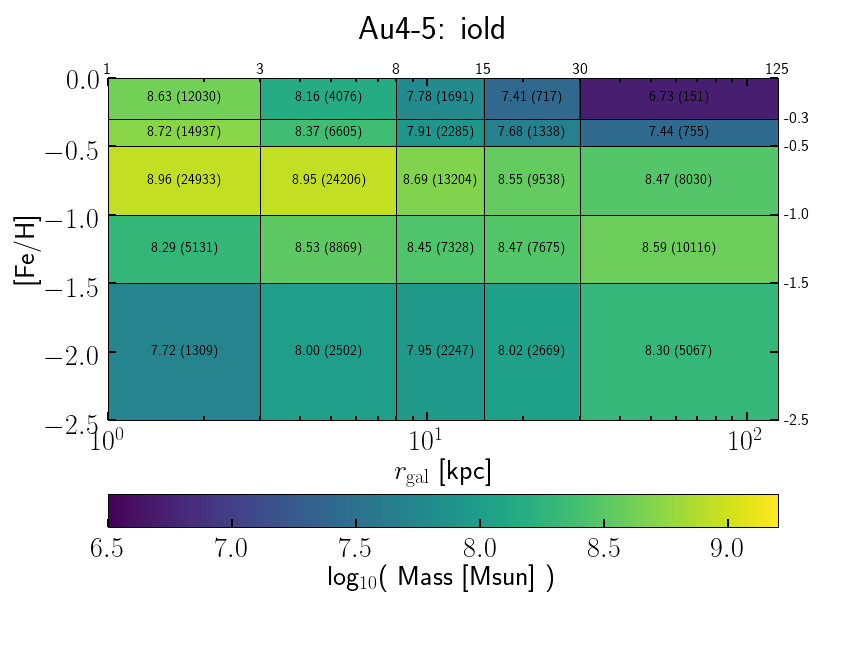 Au4-5: iold
1 3 8 15 30 125
0.0
8.63 (12030) 8.16 (4076) 7.78 (1691) 7.41 (717) 6.73 (151)
-0.3
8.72 (14937) 8.37 (6605) 7.91 (2285) 7.68 (1338) 7.44 (755)
−0.5 -0.5
8.96 (24933) 8.95 (24206) 8.69 (13204) 8.55 (9538) 8.47 (8030)
−1.0 -1.0
[Fe/H]
8.29 (5131) 8.53 (8869) 8.45 (7328) 8.47 (7675) 8.59 (10116)
−1.5 -1.5
7.72 (1309) 8.00 (2502) 7.95 (2247) 8.02 (2669) 8.30 (5067)
−2.0
−2.5 -2.5
10⁰ 10¹ 10²
r_gal [kpc]
6.5 7.0 7.5 8.0 8.5 9.0
log₁₀( Mass [Msun] )